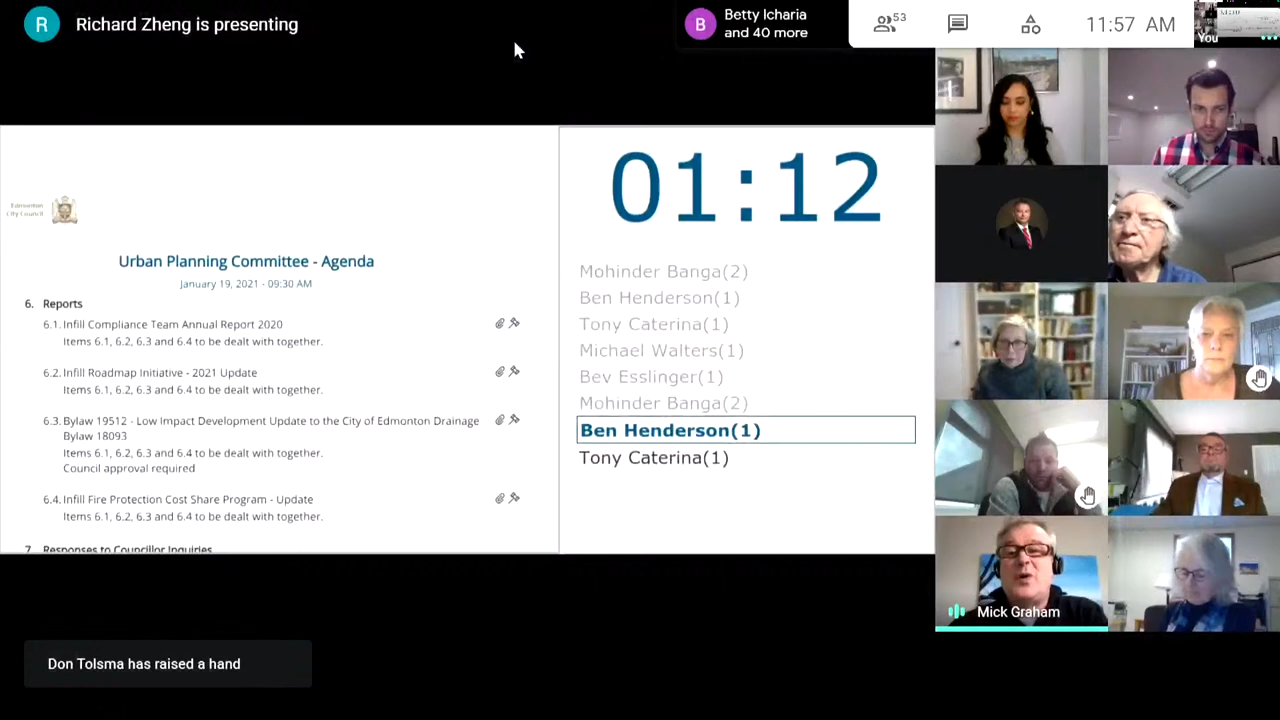 R
Richard Zheng is presenting
B
Betty Icharia
and 40 more
53
11:57 AM
You
Edmonton
City Council
Urban Planning Committee - Agenda
January 19, 2021 - 09:30 AM
6. Reports
6.1. Infill Compliance Team Annual Report 2020
Items 6.1, 6.2, 6.3 and 6.4 to be dealt with together.
6.2. Infill Roadmap Initiative - 2021 Update
Items 6.1, 6.2, 6.3 and 6.4 to be dealt with together.
6.3. Bylaw 19512 - Low Impact Development Update to the City of Edmonton Drainage
Bylaw 18093
Items 6.1, 6.2, 6.3 and 6.4 to be dealt with together.
Council approval required
6.4. Infill Fire Protection Cost Share Program - Update
Items 6.1, 6.2, 6.3 and 6.4 to be dealt with together.
7. Responses to Councillor Inquiries
01:12
Mohinder Banga(2)
Ben Henderson(1)
Tony Caterina(1)
Michael Walters(1)
Bev Esslinger(1)
Mohinder Banga(2)
Ben Henderson(1)
Tony Caterina(1)
Mick Graham
Don Tolsma has raised a hand